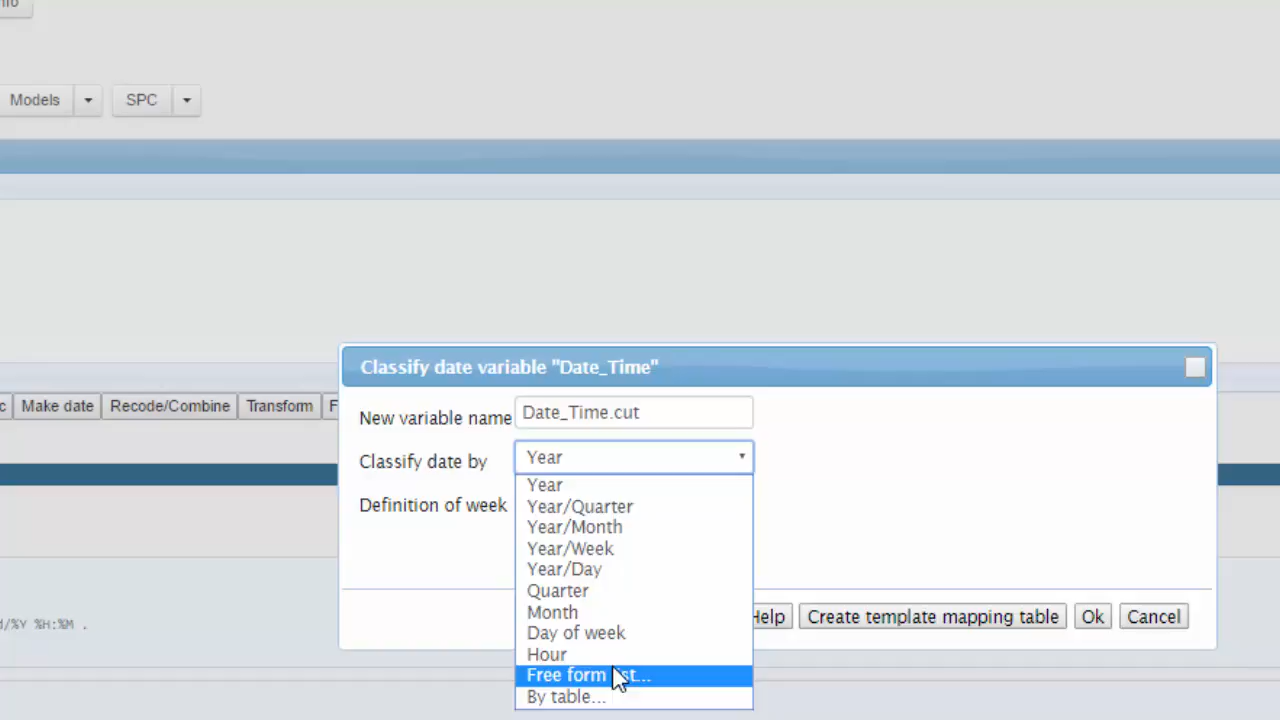 nfo
Models
SPC
Classify date variable "Date_Time"
c Make date Recode/Combine Transform F
New variable name Date_Time.cut
Classify date by Year
Year
Definition of week
Year/Quarter
Year/Month
Year/Week
Year/Day
Quarter
Month
Help Create template mapping table Ok Cancel
d/%Y %H:%M .
Day of week
Hour
Free form
By table...